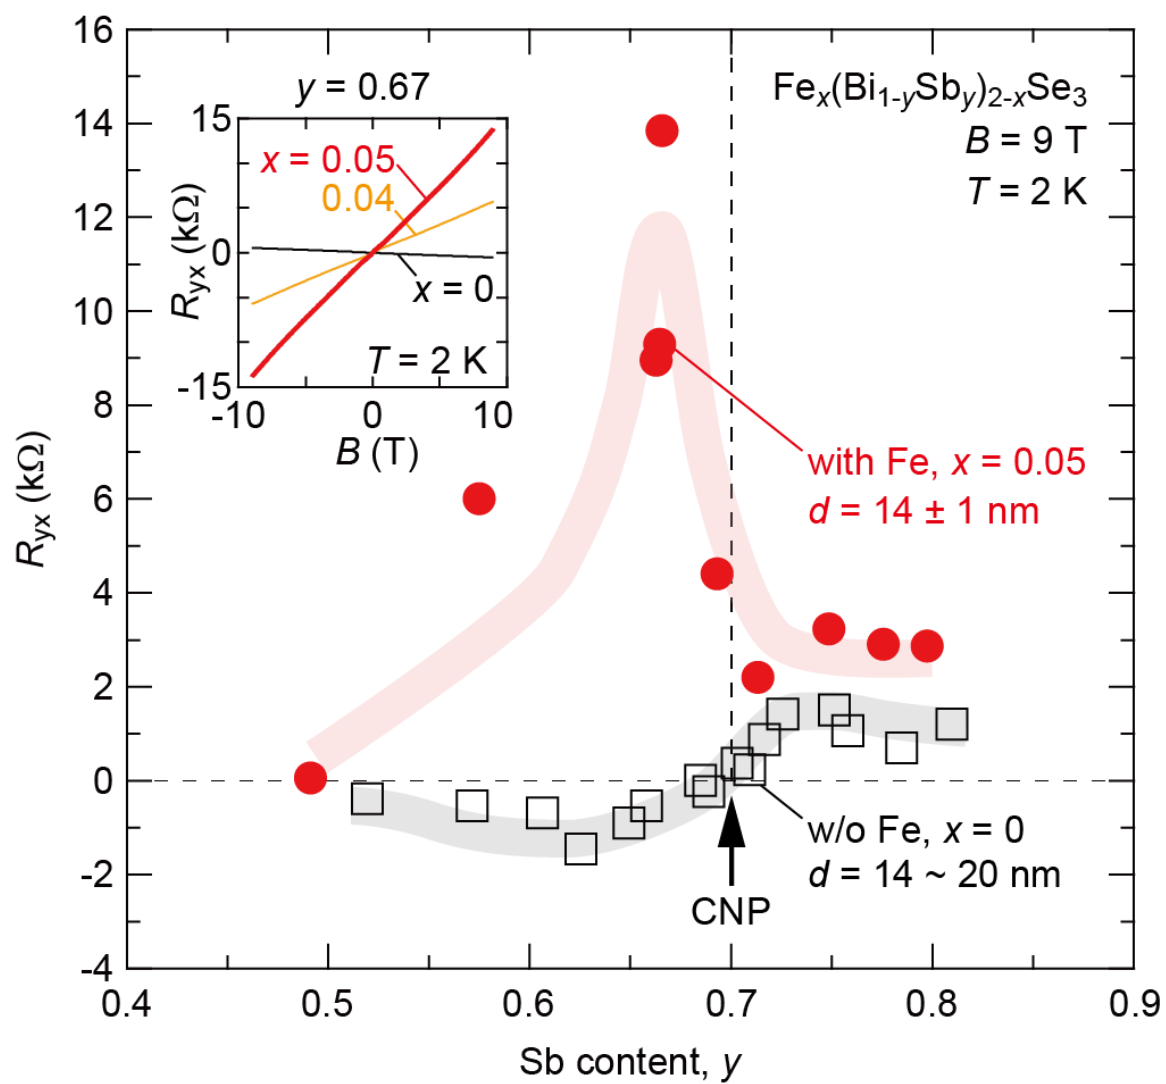 16
14
12
10
8
6
4
2
0
-2
-4
R_yx (kΩ)
0.4 0.5 0.6 0.7 0.8 0.9
Sb content, y
y = 0.67
15
0
-15
R_yx (kΩ)
x = 0.05
0.04
x = 0
T = 2 K
-10 0 10
B (T)
Fe_x(Bi_1-ySb_y)_2-xSe_3
B = 9 T
T = 2 K
with Fe, x = 0.05
d = 14 ± 1 nm
w/o Fe, x = 0
d = 14 ~ 20 nm
CNP